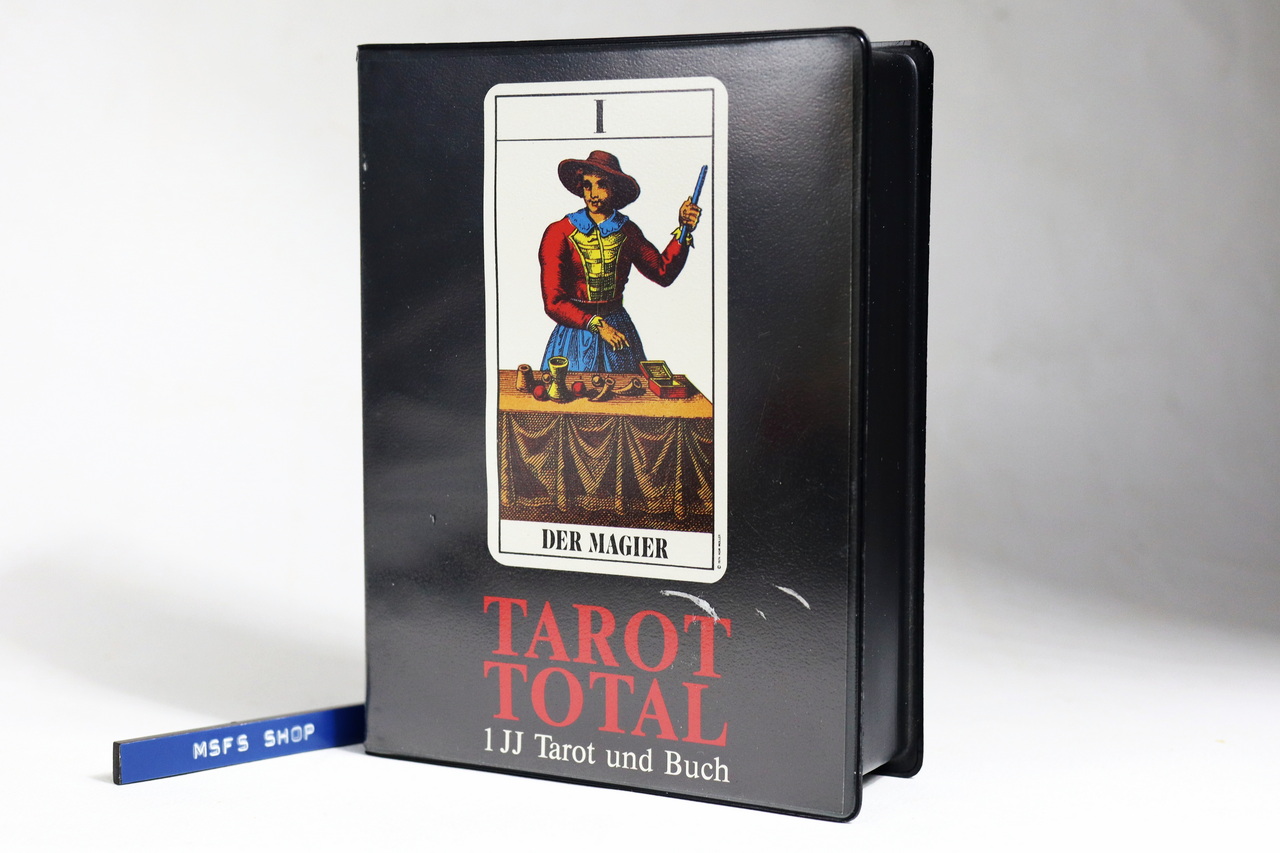 I
DER MAGIER
TAROT
TOTAL
1 JJ Tarot und Buch
MSFS SHOP